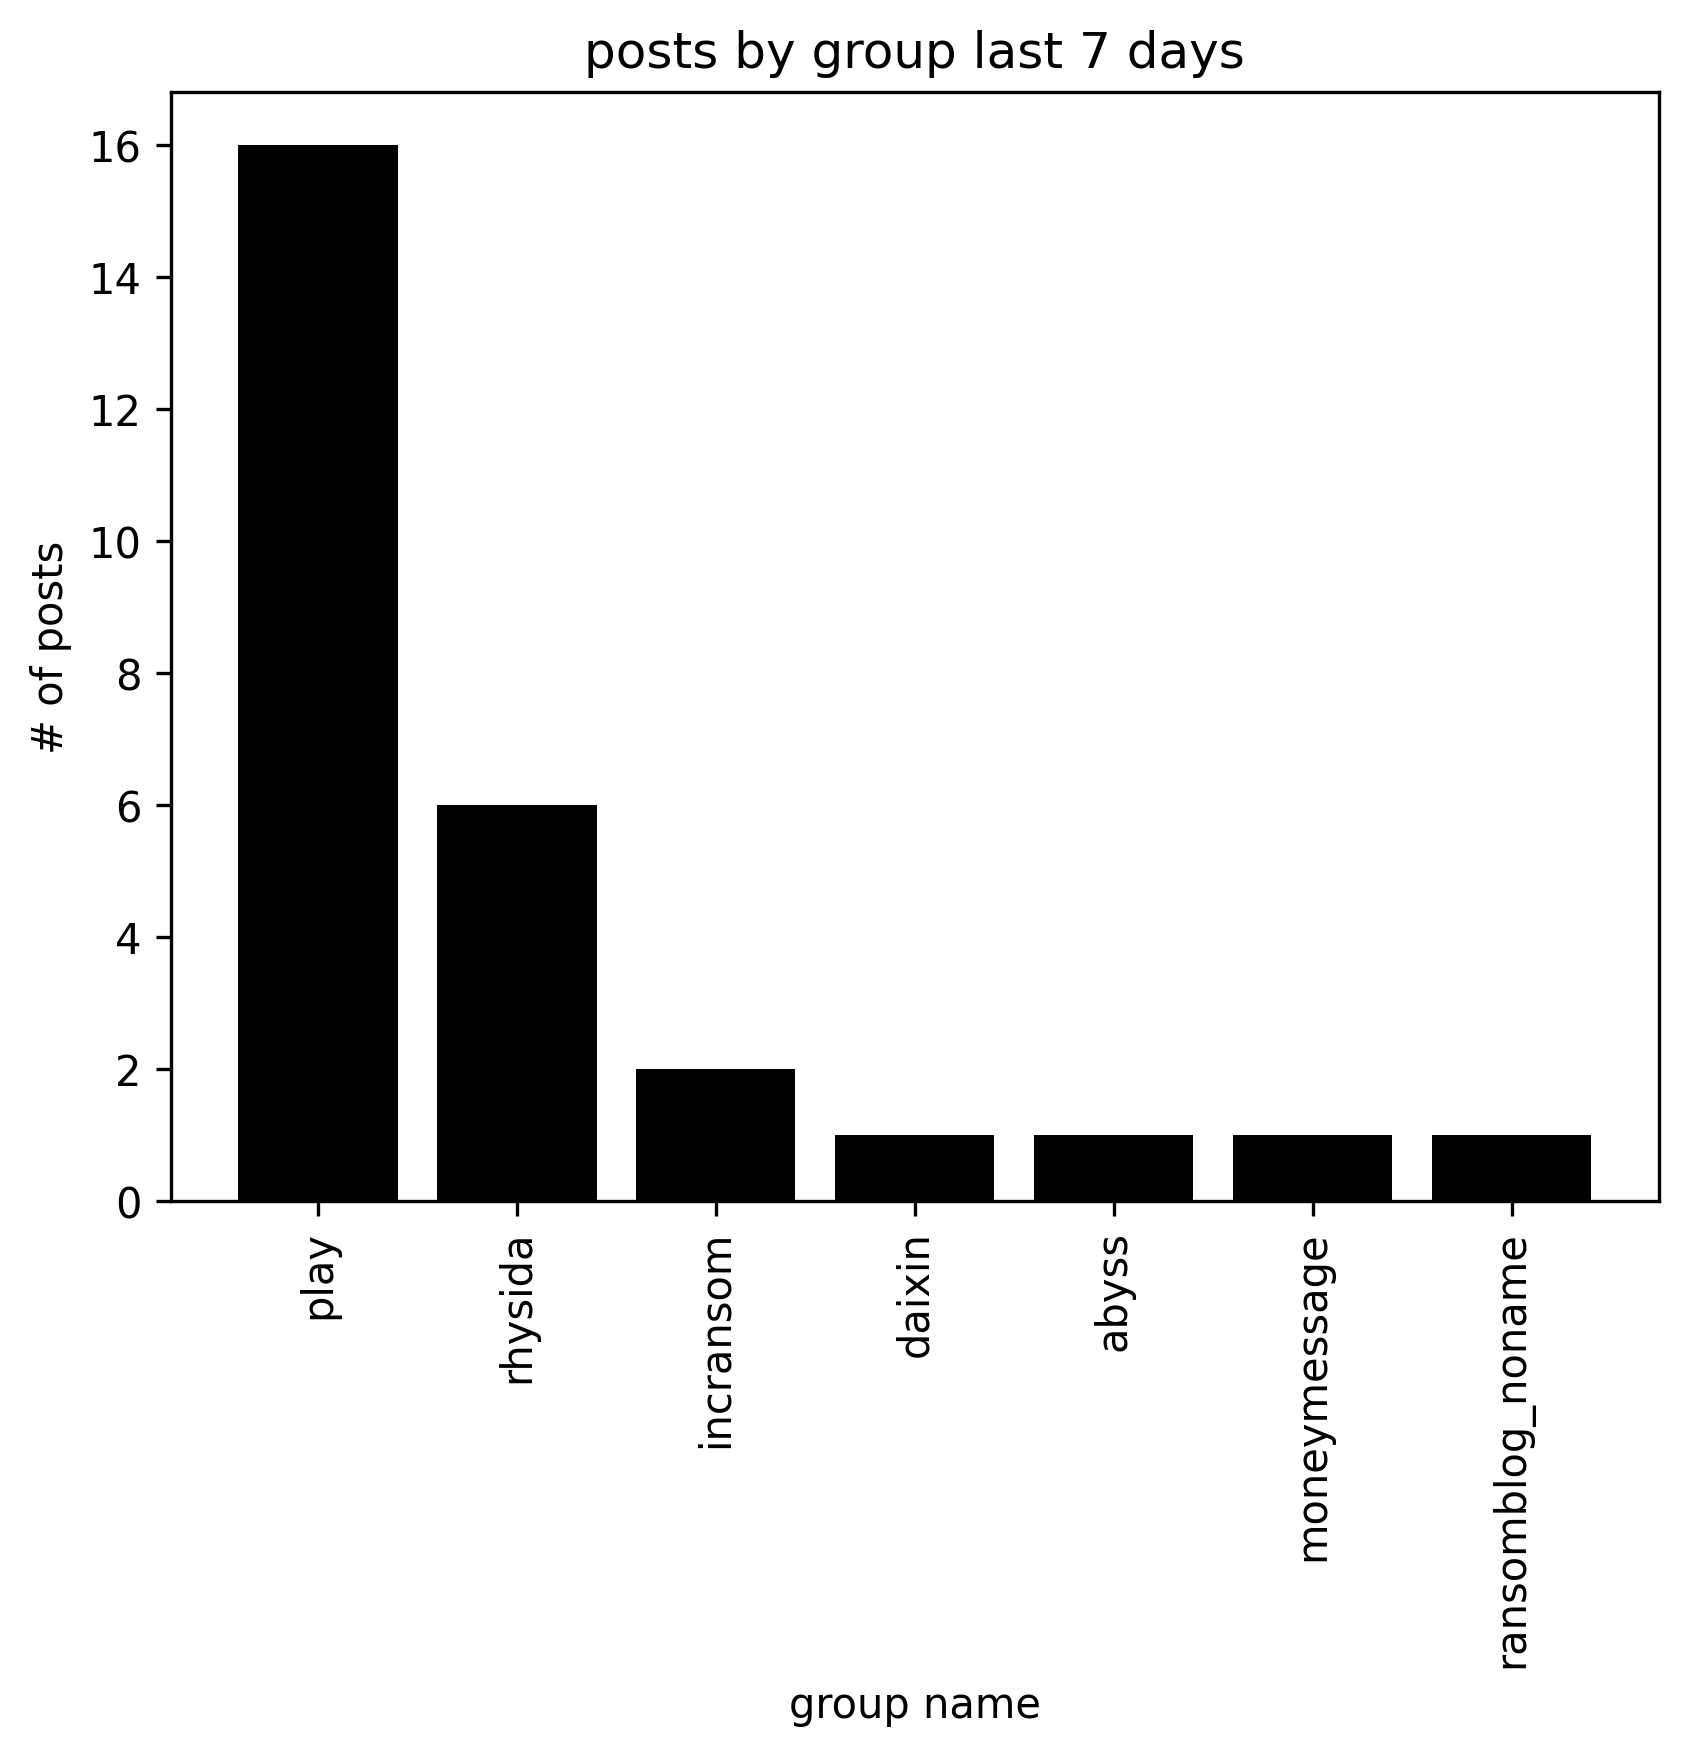 posts by group last 7 days
# of posts
16
14
12
10
8
6
4
2
0
play
rhysida
incransom
daixin
abyss
moneymessage
ransomblog_noname
group name